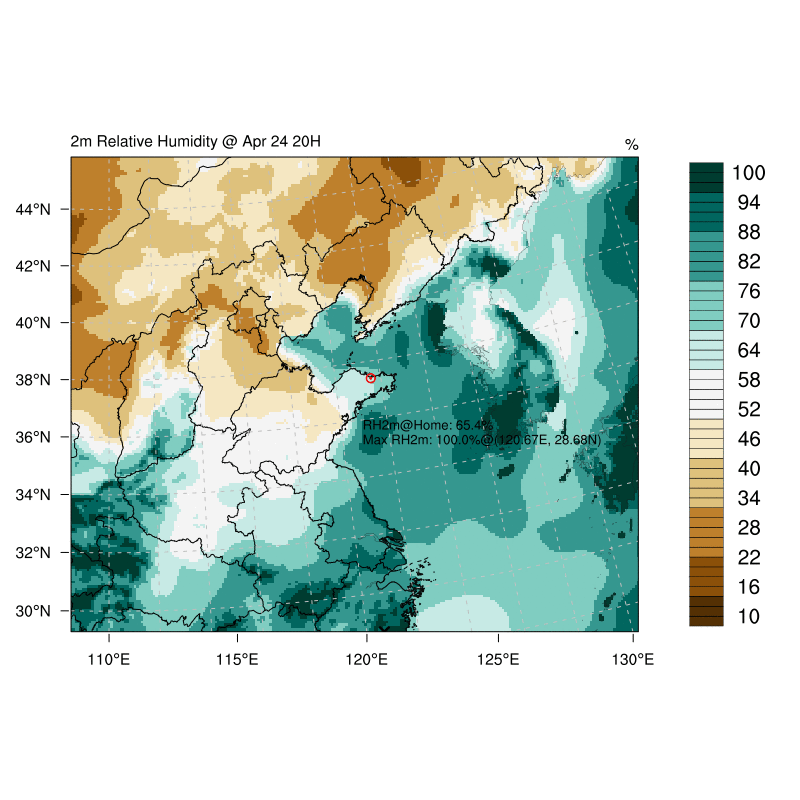 2m Relative Humidity @ Apr 24 20H
%
100
94
88
82
76
70
64
58
52
46
40
34
28
22
16
10
44°N
42°N
40°N
38°N
36°N
34°N
32°N
30°N
RH2m@Home: 65.4%
Max RH2m: 100.0%@(120.67E, 28.68N)
110°E
115°E
120°E
125°E
130°E